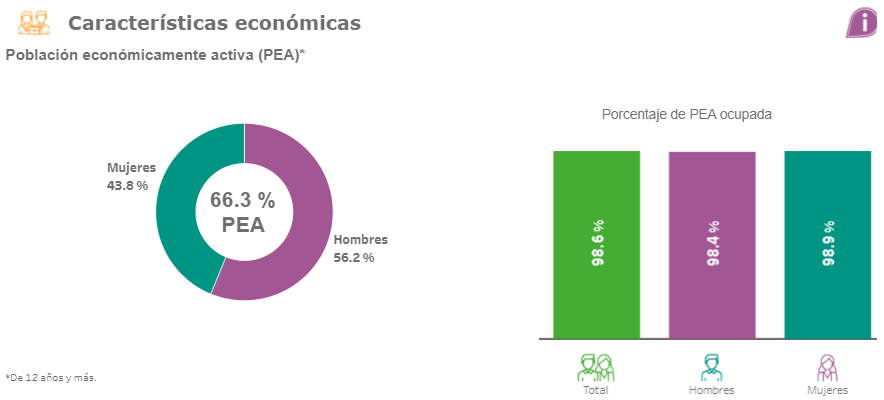 Características económicas
i
Población económicamente activa (PEA)*
Porcentaje de PEA ocupada
Mujeres
43.8 %
66.3 %
PEA
Hombres
56.2 %
98.6 %
98.4 %
98.9 %
*De 12 años y más.
Total
Hombres
Mujeres